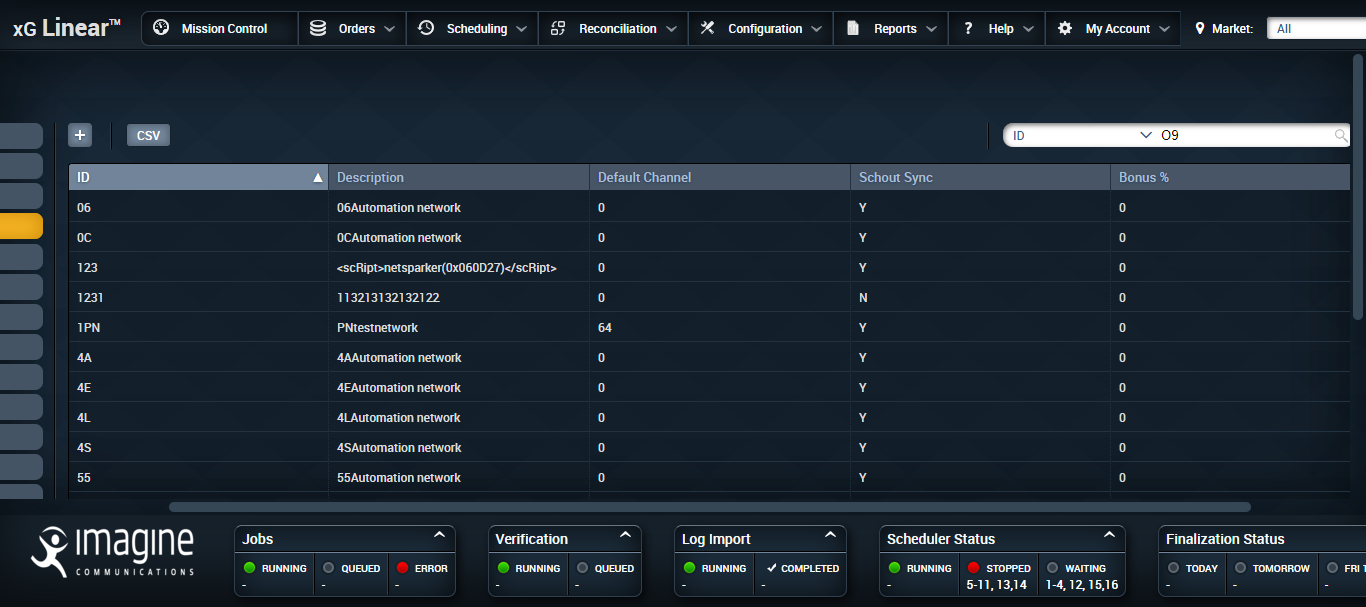 xG Linear™ Mission Control Orders Scheduling Reconciliation Configuration Reports ? Help My Account Market: All
+ CSV ID O9
ID Description Default Channel Schout Sync Bonus %
06 06Automation network 0 Y 0
0C 0CAutomation network 0 Y 0
123 <scRipt>netsparker(0x060D27)</scRipt> 0 Y 0
1231 113213132132122 0 N 0
1PN PNtestnetwork 64 Y 0
4A 4AAutomation network 0 Y 0
4E 4EAutomation network 0 Y 0
4L 4LAutomation network 0 Y 0
4S 4SAutomation network 0 Y 0
55 55Automation network 0 Y 0
imagine
COMMUNICATIONS
Jobs
RUNNING QUEUED ERROR
- - -
Verification
RUNNING QUEUED
- -
Log Import
RUNNING COMPLETED
- -
Scheduler Status
RUNNING STOPPED WAITING
- 5-11, 13,14 1-4, 12, 15,16
Finalization Status
TODAY TOMORROW FRI
- - -